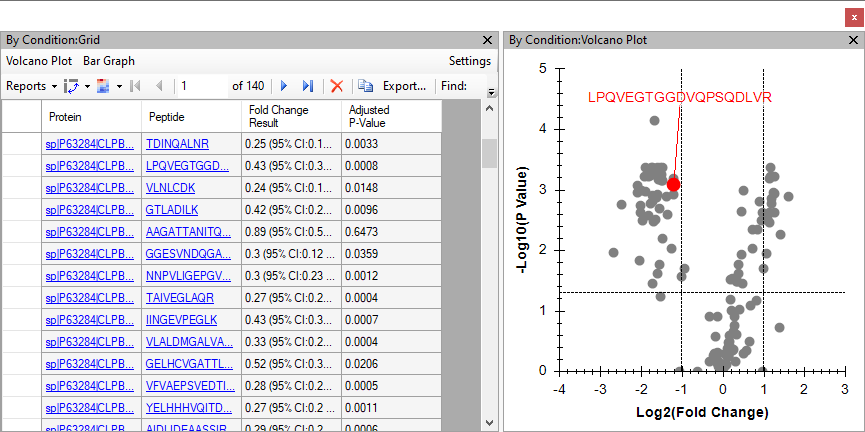 x
By Condition:Grid
Volcano Plot Bar Graph Settings
Reports 1 of 140 Export... Find:
Protein Peptide Fold Change Result Adjusted P-Value
sp|P63284|CLPB... TDINQALNR 0.25 (95% CI:0.1... 0.0033
sp|P63284|CLPB... LPQVEGTGGD... 0.43 (95% CI:0.3... 0.0008
sp|P63284|CLPB... VLNLCDK 0.24 (95% CI:0.1... 0.0148
sp|P63284|CLPB... GTLADILK 0.42 (95% CI:0.2... 0.0096
sp|P63284|CLPB... AAGATTANITQ... 0.89 (95% CI:0.5... 0.6473
sp|P63284|CLPB... GGESVNDQGA... 0.3 (95% CI:0.12 ... 0.0359
sp|P63284|CLPB... NNPVLIGEPGV... 0.3 (95% CI:0.23 ... 0.0012
sp|P63284|CLPB... TAIVEGLAQR 0.27 (95% CI:0.2... 0.0004
sp|P63284|CLPB... IINGEVPEGLK 0.43 (95% CI:0.3... 0.0007
sp|P63284|CLPB... VLALDMGALVA... 0.33 (95% CI:0.2... 0.0004
sp|P63284|CLPB... GELHCVGATTL... 0.52 (95% CI:0.3... 0.0206
sp|P63284|CLPB... VFVAEPSVEDTI... 0.28 (95% CI:0.2... 0.0005
sp|P63284|CLPB... YELHHHVQITD... 0.27 (95% CI:0.2... 0.0011
sp|P63284|CLPB... AIDLIDEAASSIR 0.29 (95% CI:0.2... 0.0006
By Condition:Volcano Plot
LPQVEGTGGDVQPSQDLVR
-Log10(P Value)
5
4
3
2
1
0
-4 -3 -2 -1 0 1 2 3
Log2(Fold Change)